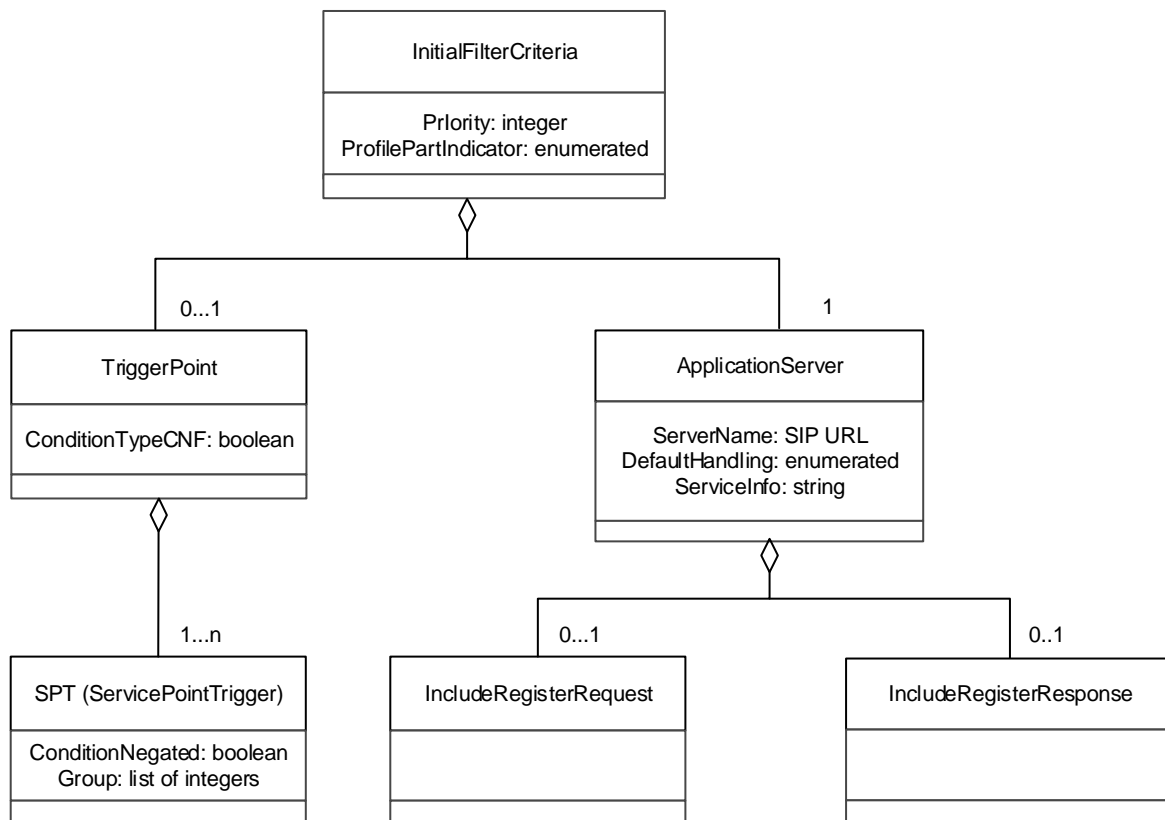 InitialFilterCriteria
PrIority: integer
ProfilePartIndicator: enumerated
0...1
1
TriggerPoint
ConditionTypeCNF: boolean
ApplicationServer
ServerName: SIP URL
DefaultHandling: enumerated
ServiceInfo: string
1...n
0...1
0..1
SPT (ServicePointTrigger)
ConditionNegated: boolean
Group: list of integers
IncludeRegisterRequest
IncludeRegisterResponse